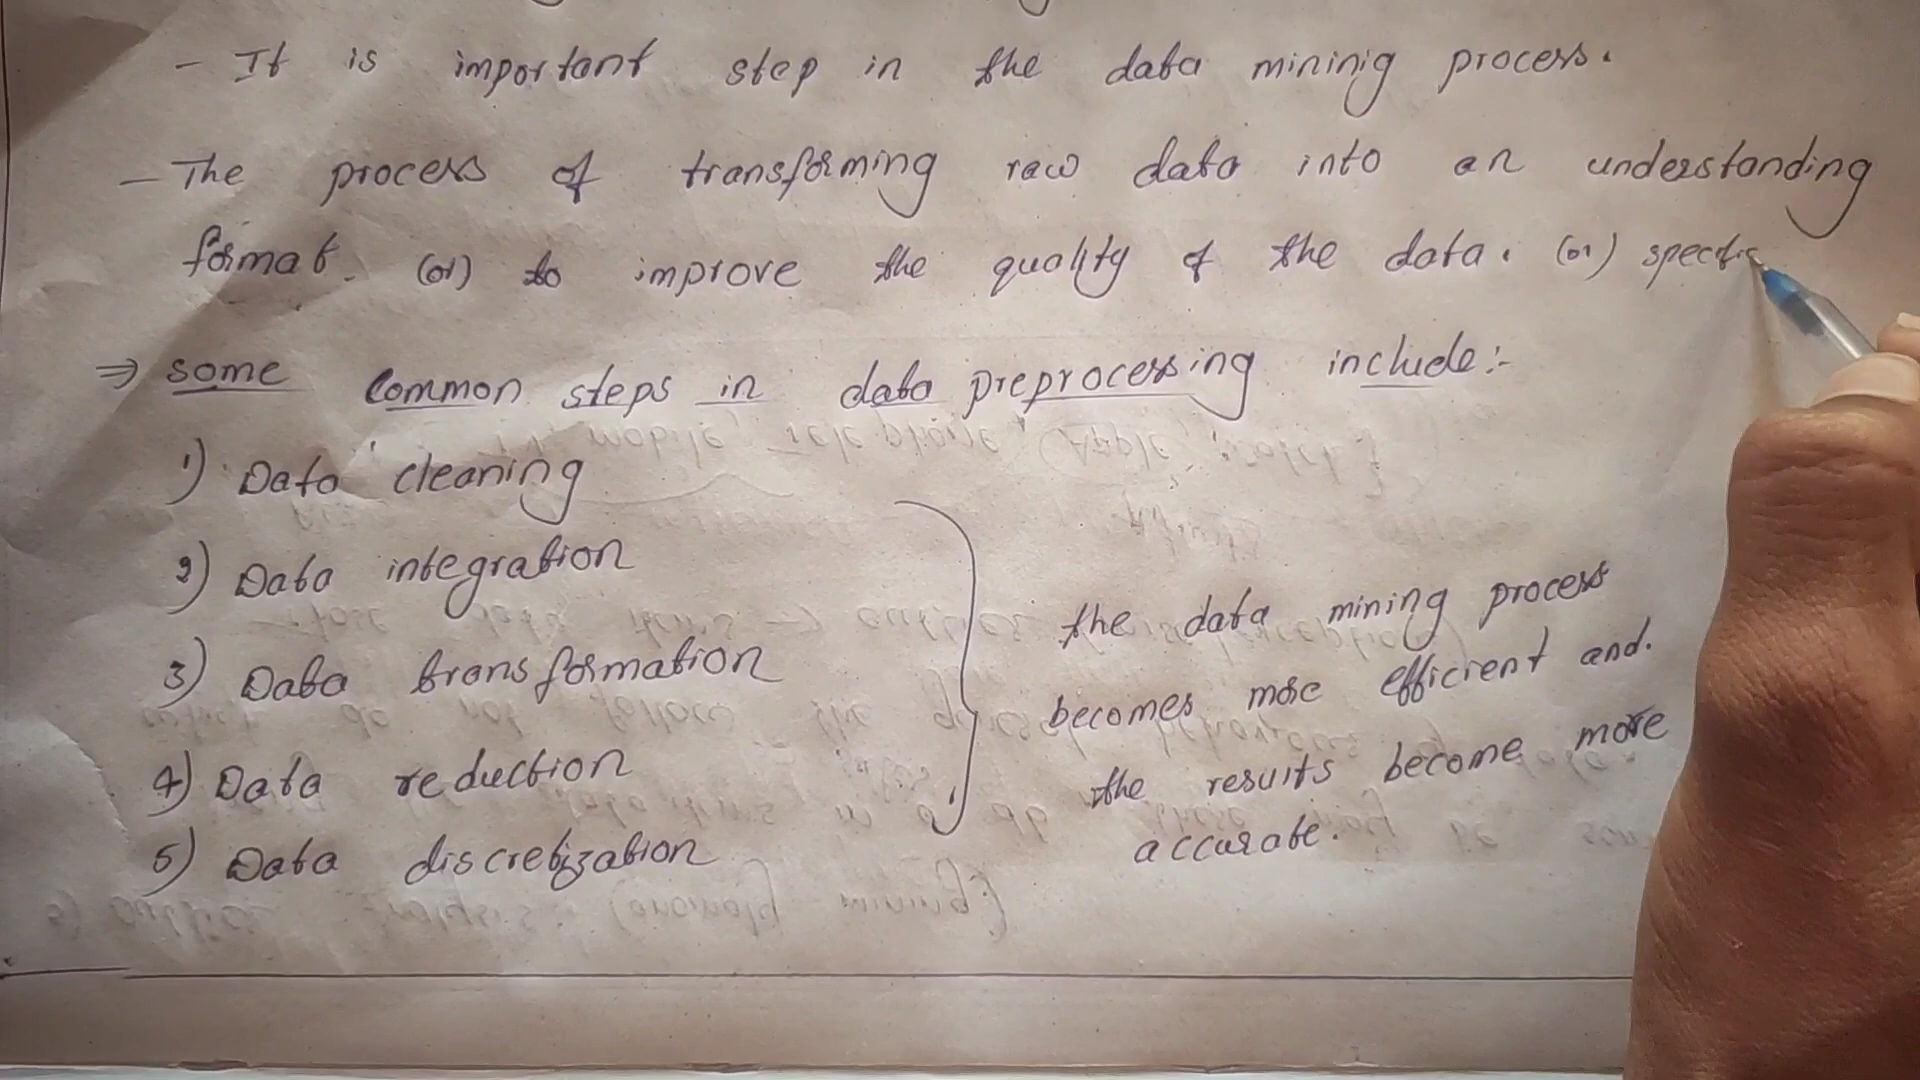 - It is important step in the data mininig process.
- The process of transforming raw data into an understanding
format. (or) to improve the quality of the data. (or) specific
⇒ some common steps in data preprocessing include:-
1) Data cleaning
2) Data integration
3) Data transformation
4) Data reduction
5) Data discretization
the data mining process
becomes more efficient and.
the results become more
accurate.